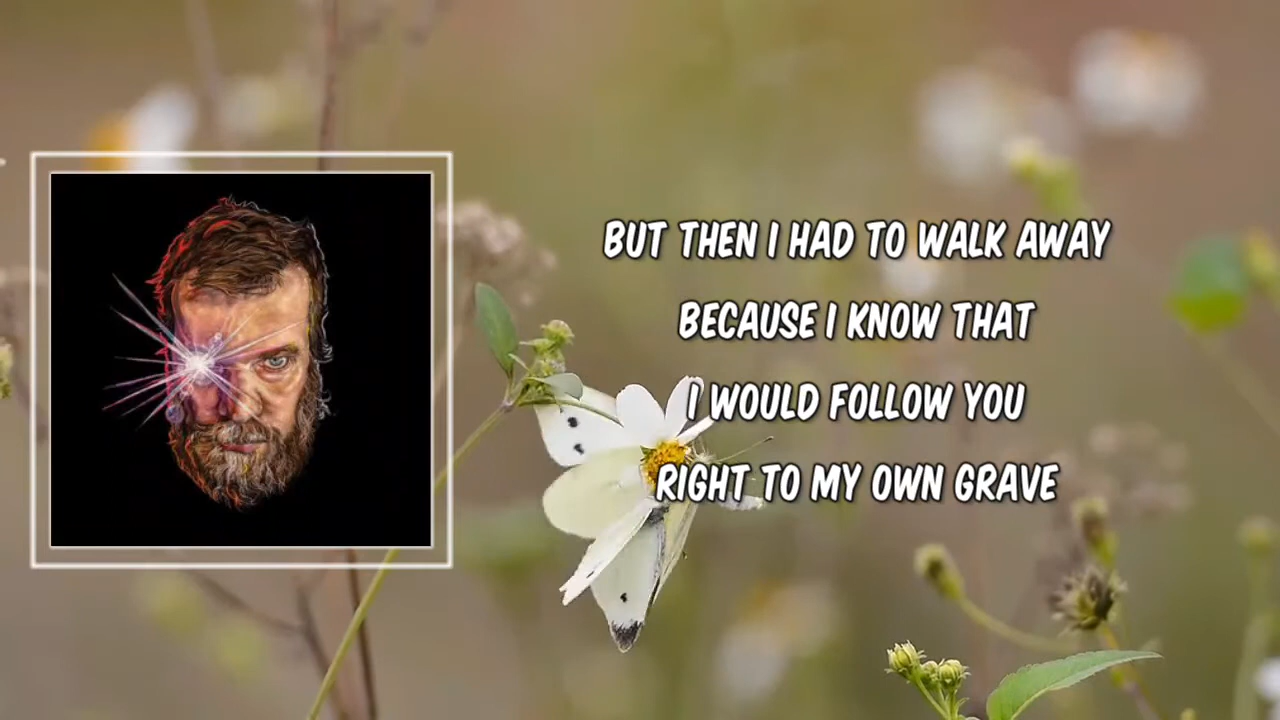 BUT THEN I HAD TO WALK AWAY
BECAUSE I KNOW THAT
I WOULD FOLLOW YOU
RIGHT TO MY OWN GRAVE